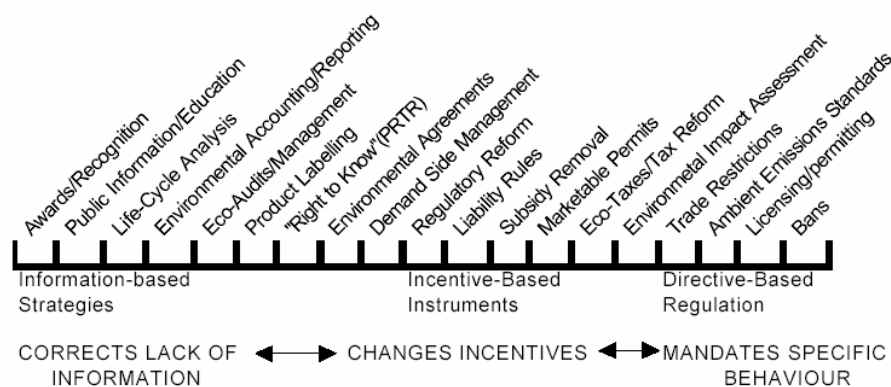 Awards/Recognition
Public Information/Education
Life-Cycle Analysis
Environmental Accounting/Reporting
Eco-Audits/Management
Product Labelling
"Right to Know"(PRTR)
Environmental Agreements
Demand Side Management
Regulatory Reform
Liability Rules
Subsidy Removal
Marketable Permits
Eco-Taxes/Tax Reform
Environmetal Impact Assessment
Trade Restrictions
Ambient Emissions Standards
Licensing/permitting
Bans
Information-based Incentive-Based Directive-Based
Strategies Instruments Regulation
CORRECTS LACK OF CHANGES INCENTIVES MANDATES SPECIFIC
INFORMATION BEHAVIOUR